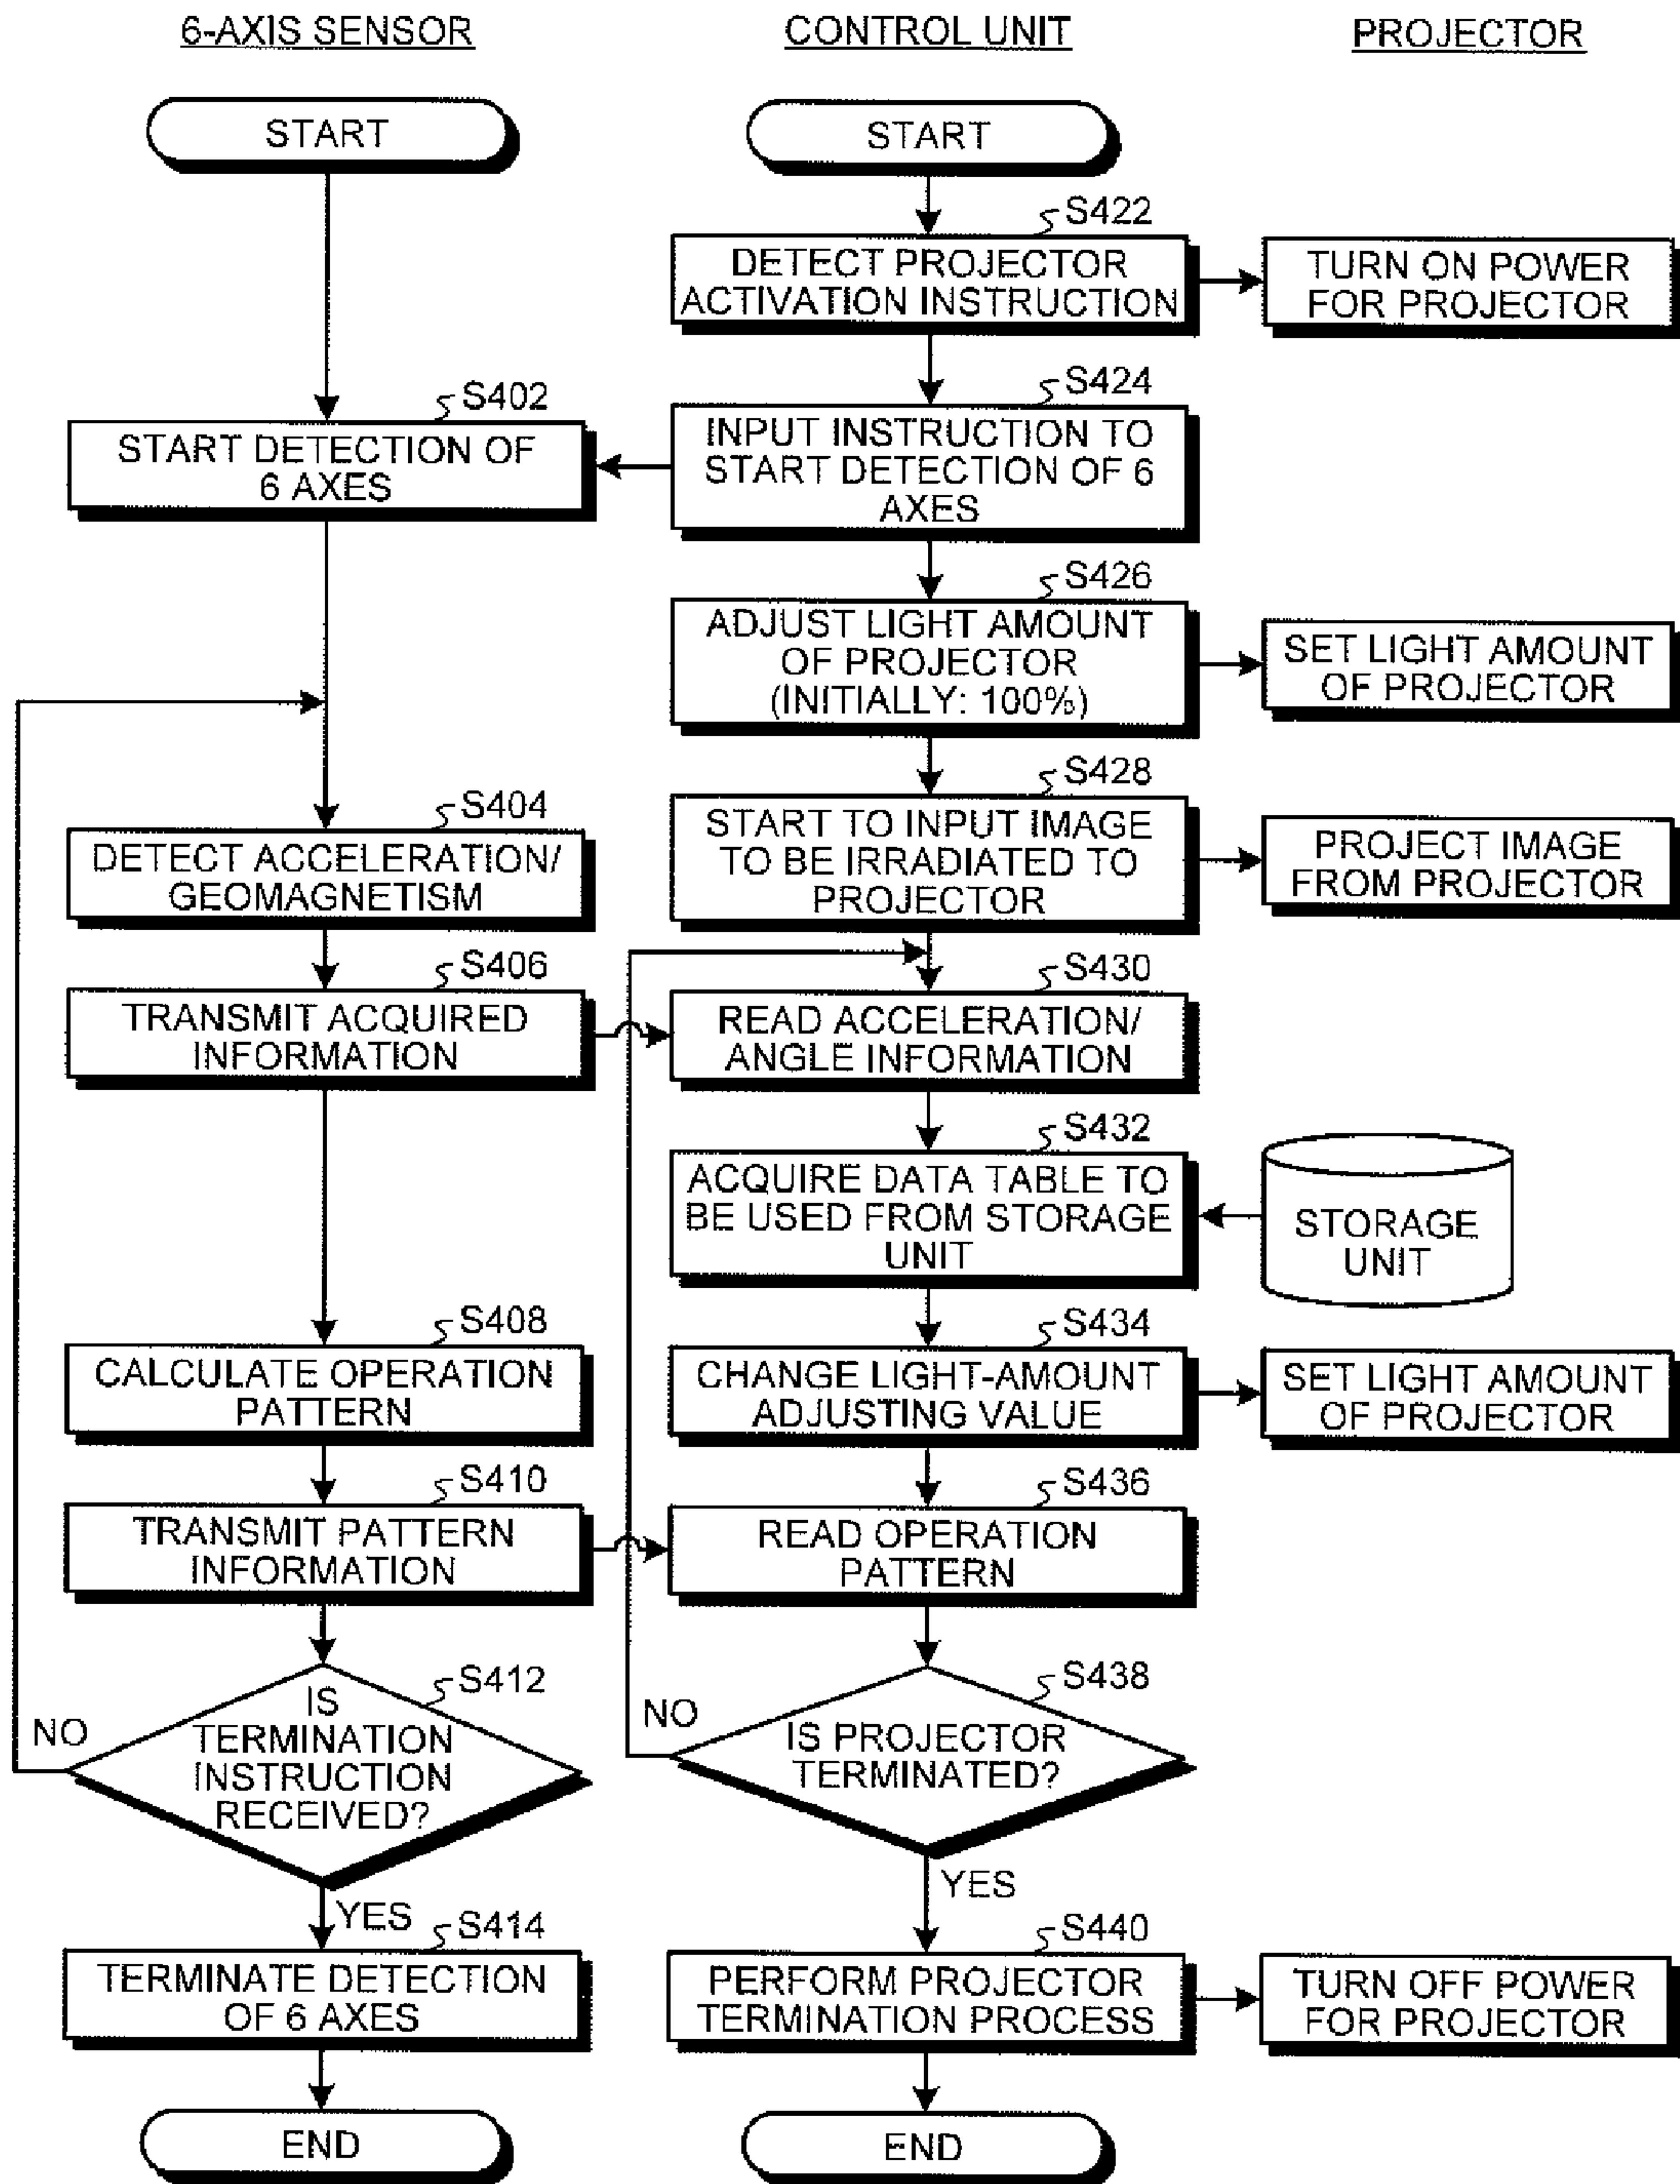 6-AXIS SENSOR
CONTROL UNIT
PROJECTOR
START
START
S422
DETECT PROJECTOR
ACTIVATION INSTRUCTION
TURN ON POWER
FOR PROJECTOR
S402
START DETECTION OF
6 AXES
S424
INPUT INSTRUCTION TO
START DETECTION OF 6
AXES
S426
ADJUST LIGHT AMOUNT
OF PROJECTOR
(INITIALLY: 100%)
SET LIGHT AMOUNT
OF PROJECTOR
S404
DETECT ACCELERATION/
GEOMAGNETISM
S428
START TO INPUT IMAGE
TO BE IRRADIATED TO
PROJECTOR
PROJECT IMAGE
FROM PROJECTOR
S406
TRANSMIT ACQUIRED
INFORMATION
S430
READ ACCELERATION/
ANGLE INFORMATION
S432
ACQUIRE DATA TABLE TO
BE USED FROM STORAGE
UNIT
STORAGE
UNIT
S408
CALCULATE OPERATION
PATTERN
S434
CHANGE LIGHT-AMOUNT
ADJUSTING VALUE
SET LIGHT AMOUNT
OF PROJECTOR
S410
TRANSMIT PATTERN
INFORMATION
S436
READ OPERATION
PATTERN
S412
IS
TERMINATION
INSTRUCTION
RECEIVED?
NO
S438
IS PROJECTOR
TERMINATED?
NO
YES
YES
S414
TERMINATE DETECTION
OF 6 AXES
S440
PERFORM PROJECTOR
TERMINATION PROCESS
TURN OFF POWER
FOR PROJECTOR
END
END